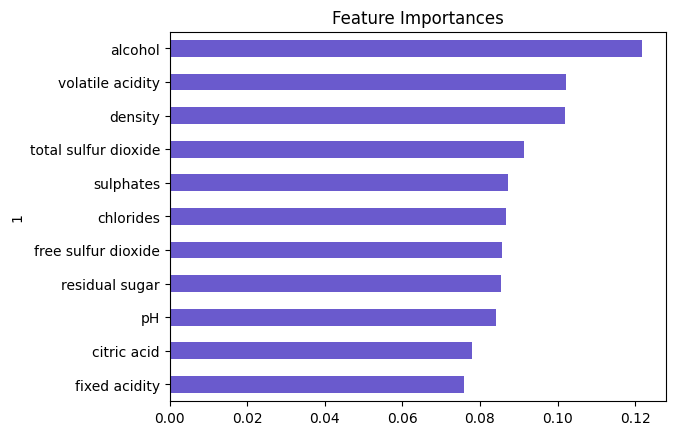 Feature Importances
alcohol
volatile acidity
density
total sulfur dioxide
sulphates
chlorides
free sulfur dioxide
residual sugar
pH
citric acid
fixed acidity
1
0.00 0.02 0.04 0.06 0.08 0.10 0.12